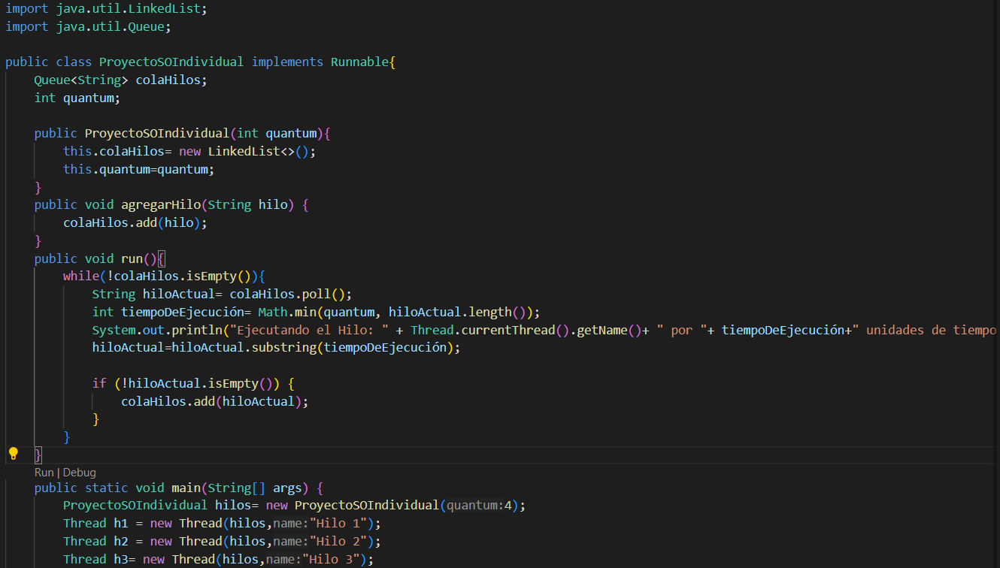 import java.util.LinkedList;
import java.util.Queue;
public class ProyectoSOIndividual implements Runnable{
Queue<String> colaHilos;
int quantum;
public ProyectoSOIndividual(int quantum){
this.colaHilos= new LinkedList<>();
this.quantum=quantum;
}
public void agregarHilo(String hilo) {
colaHilos.add(hilo);
}
public void run(){
while(!colaHilos.isEmpty()){
String hiloActual= colaHilos.poll();
int tiempoDeEjecución= Math.min(quantum, hiloActual.length());
System.out.println("Ejecutando el Hilo: " + Thread.currentThread().getName()+ " por "+ tiempoDeEjecución+" unidades de tiempo
hiloActual=hiloActual.substring(tiempoDeEjecución);
if (!hiloActual.isEmpty()) {
colaHilos.add(hiloActual);
}
}
}
Run | Debug
public static void main(String[] args) {
ProyectoSOIndividual hilos= new ProyectoSOIndividual(quantum:4);
Thread h1 = new Thread(hilos,name:"Hilo 1");
Thread h2 = new Thread(hilos,name:"Hilo 2");
Thread h3= new Thread(hilos,name:"Hilo 3");